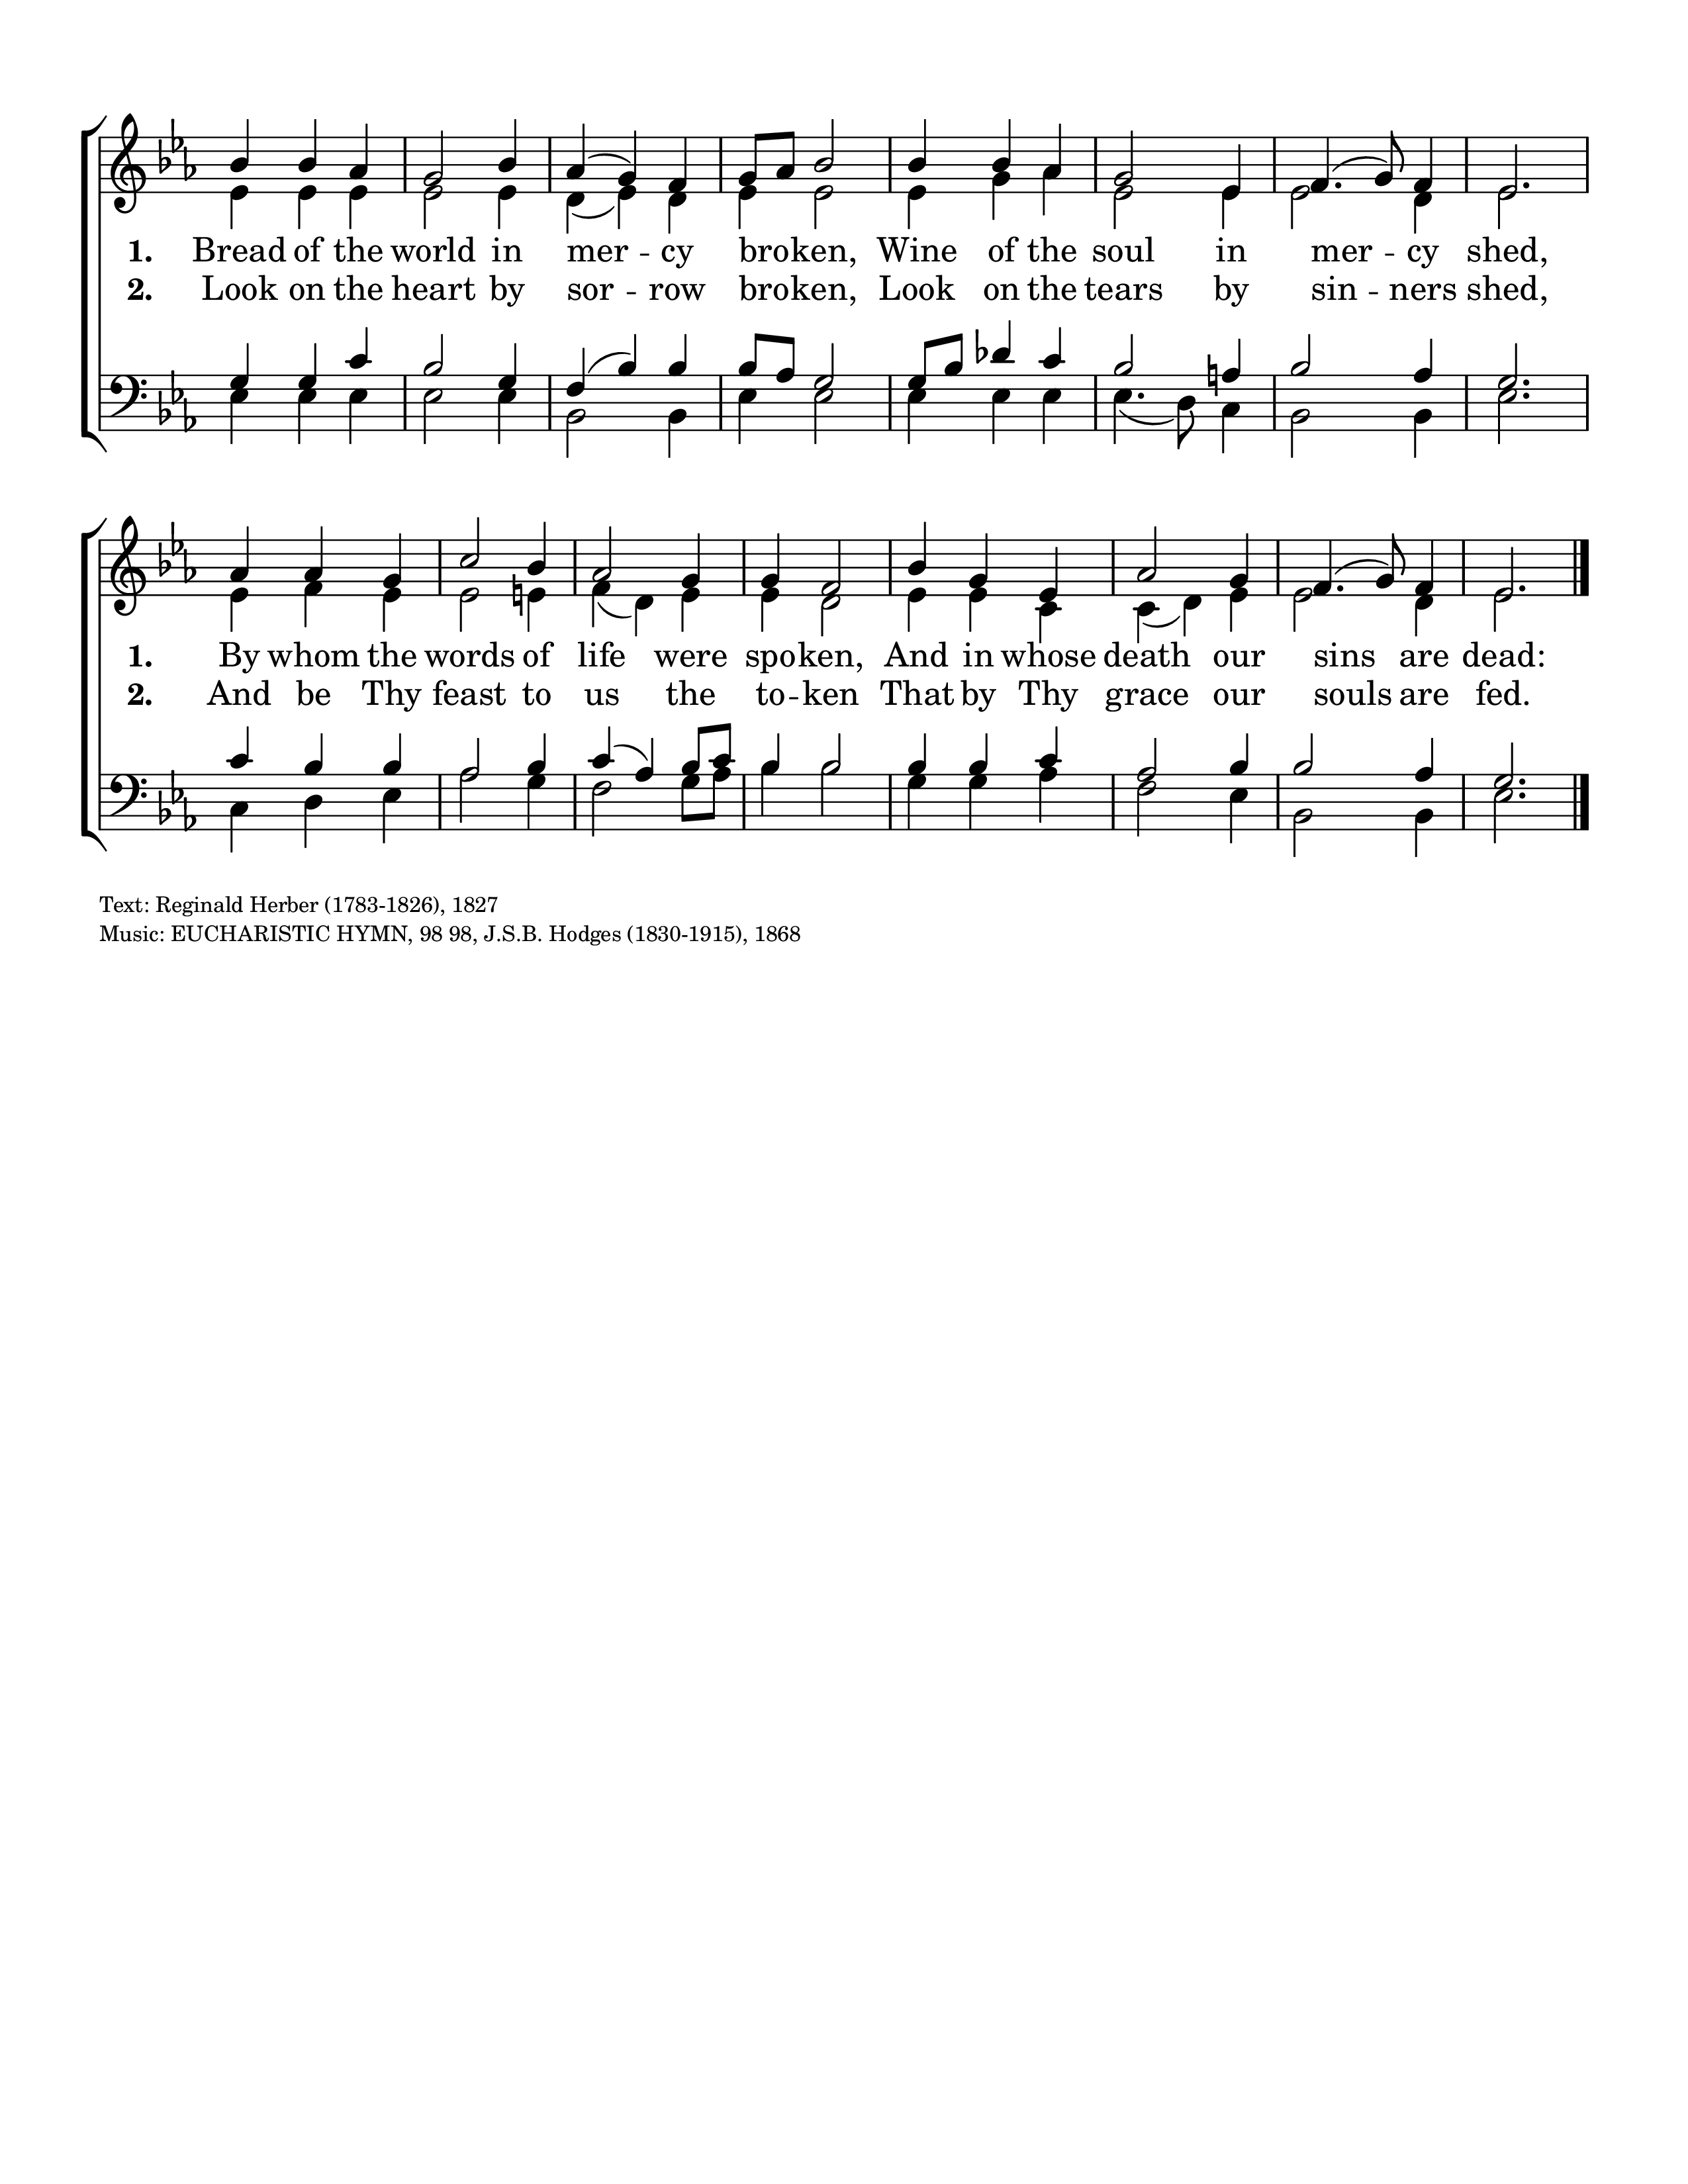 1. Bread of the world in mer -- cy broken, Wine of the soul in mer -- cy shed,
2. Look on the heart by sor -- row broken, Look on the tears by sin -- ners shed,
1. By whom the words of life were spoken, And in whose death our sins are dead:
2. And be Thy feast to us the to -- ken That by Thy grace our souls are fed.
Text: Reginald Herber (1783-1826), 1827
Music: EUCHARISTIC HYMN, 98 98, J.S.B. Hodges (1830-1915), 1868